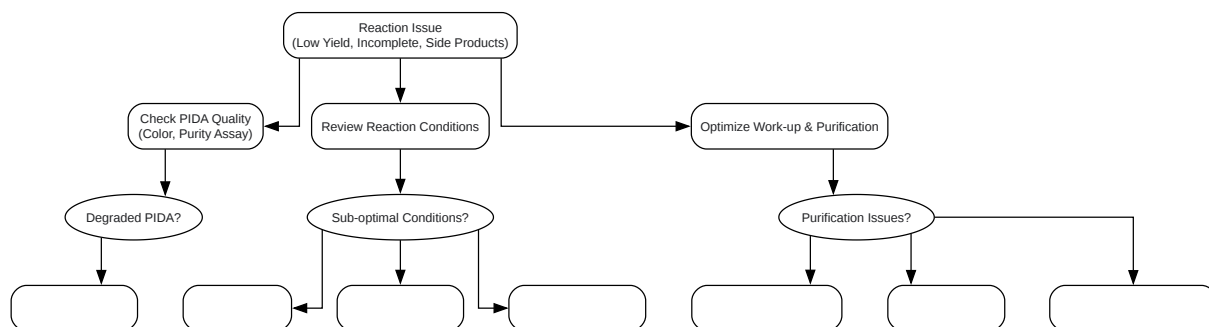 Reaction Issue
(Low Yield, Incomplete, Side Products)
Check PIDA Quality
(Color, Purity Assay)
Review Reaction Conditions
Optimize Work-up & Purification
Degraded PIDA?
Sub-optimal Conditions?
Purification Issues?